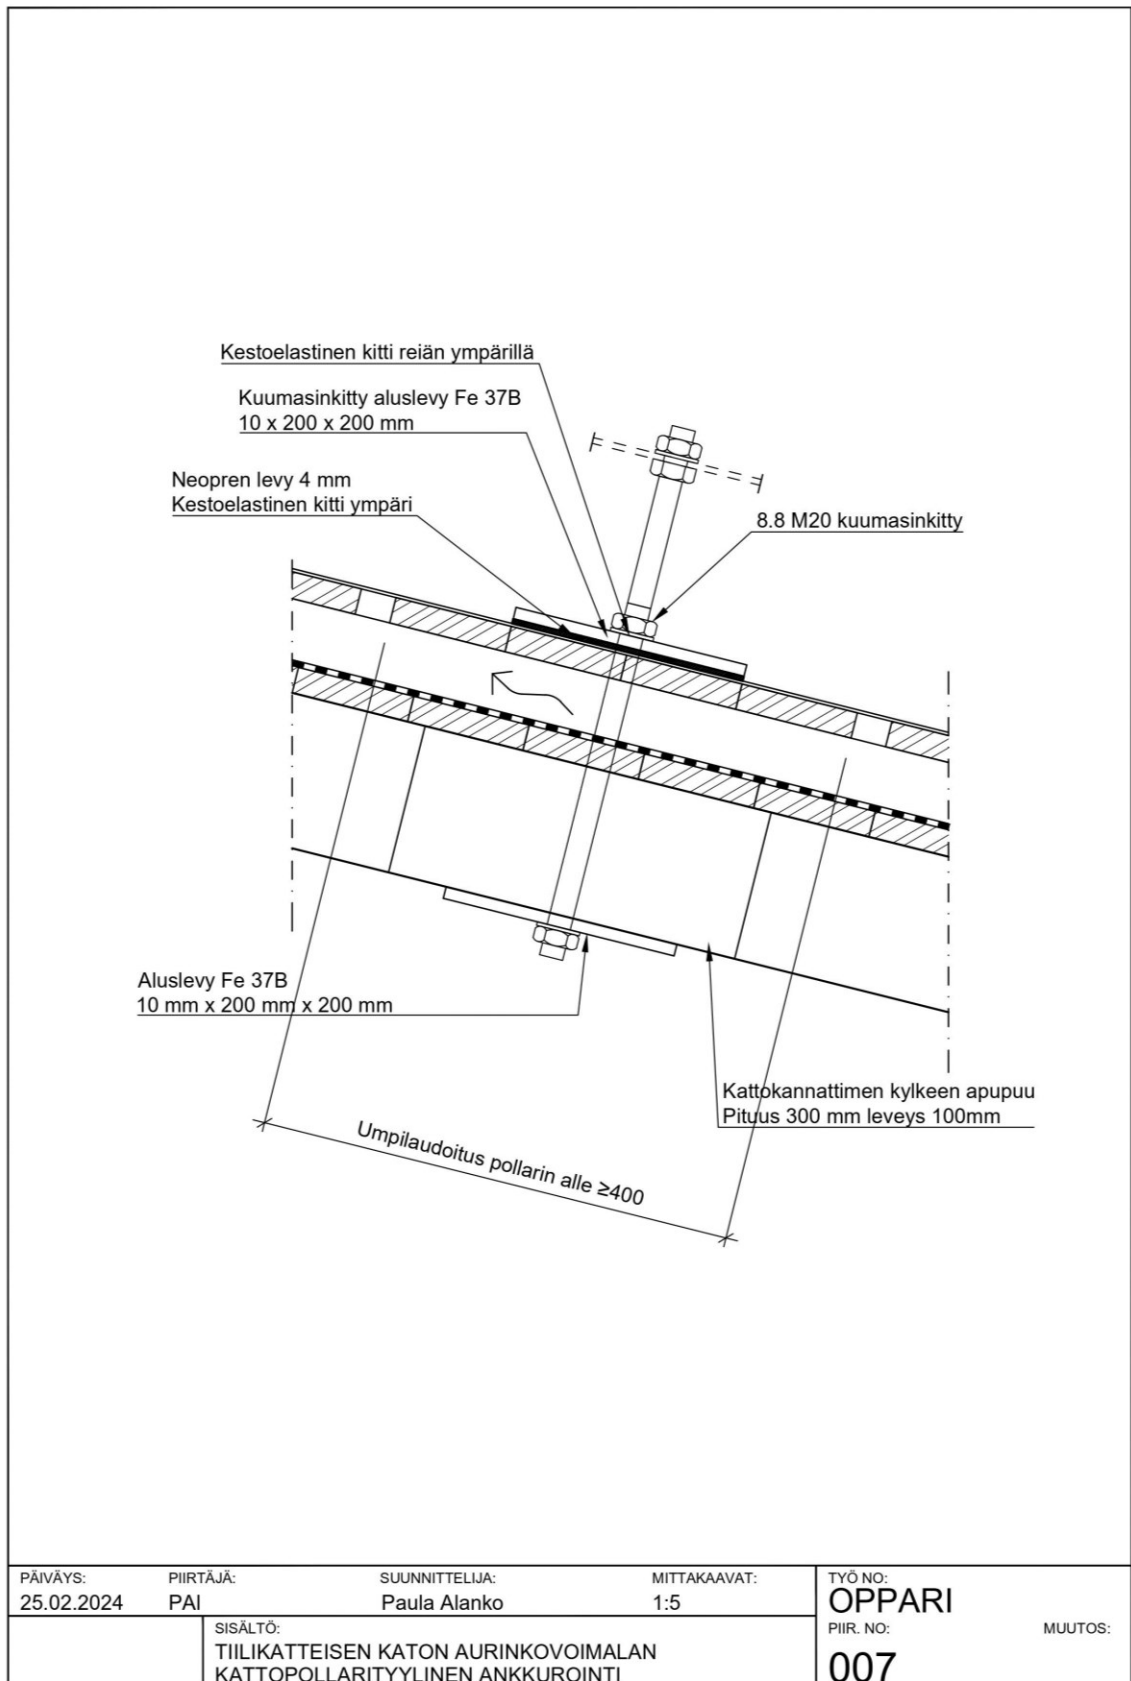 Kestoelastinen kitti reiän ympärillä
Kuumasinkitty aluslevy Fe 37B
10 x 200 x 200 mm
Neopren levy 4 mm
Kestoelastinen kitti ympäri
8.8 M20 kuumasinkitty
Aluslevy Fe 37B
10 mm x 200 mm x 200 mm
Kattokannattimen kylkeen apupuu
Pituus 300 mm leveys 100mm
Umpilaudoitus pollarin alle ≥400
PÄIVÄYS:
25.02.2024
PIIRTÄJÄ:
PAI
SUUNNITTELIJA:
Paula Alanko
MITTAKAAVAT:
1:5
TYÖ NO:
OPPARI
SISÄLTÖ:
TIILIKATTEISEN KATON AURINKOVOIMALAN
KATTOPOLLARITYYLINEN ANKKUROINTI
PIIR. NO:
007
MUUTOS: